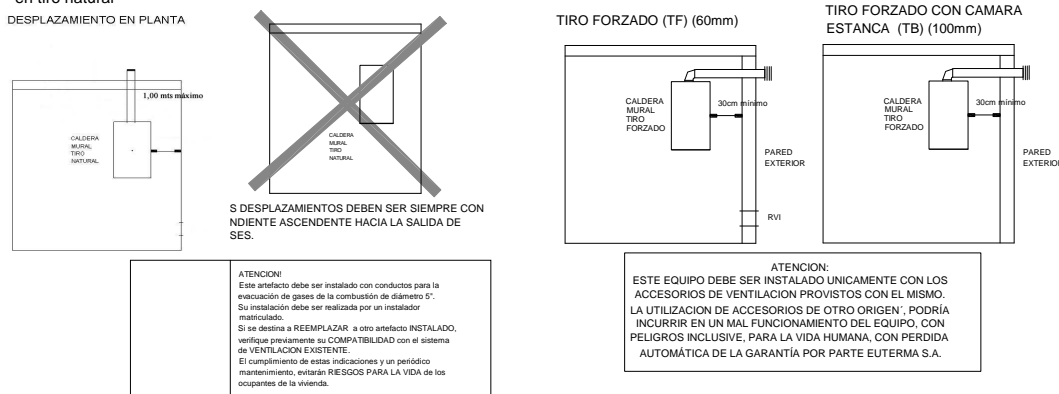 en tiro natural
DESPLAZAMIENTO EN PLANTA
1,00 mts máximo
CALDERA
MURAL
TIRO
NATURAL
CALDERA
MURAL
TIRO
NATURAL
S DESPLAZAMIENTOS DEBEN SER SIEMPRE CON
NDIENTE ASCENDENTE HACIA LA SALIDA DE
SES.
ATENCION!
Este artefacto debe ser instalado con conductos para la
evacuación de gases de la combustión de diámetro 5".
Su instalación debe ser realizada por un instalador
matriculado.
Si se destina a REEMPLAZAR a otro artefacto INSTALADO,
verifique previamente su COMPATIBILIDAD con el sistema
de VENTILACION EXISTENTE.
El cumplimiento de estas indicaciones y un periódico
mantenimiento, evitarán RIESGOS PARA LA VIDA de los
ocupantes de la vivienda.
TIRO FORZADO (TF) (60mm)
CALDERA
MURAL
TIRO
FORZADO
30cm mínimo
PARED
EXTERIOR
RVI
TIRO FORZADO CON CAMARA
ESTANCA (TB) (100mm)
CALDERA
MURAL
TIRO
FORZADO
30cm mínimo
PARED
EXTERIOR
ATENCION:
ESTE EQUIPO DEBE SER INSTALADO UNICAMENTE CON LOS
ACCESORIOS DE VENTILACION PROVISTOS CON EL MISMO.
LA UTILIZACION DE ACCESORIOS DE OTRO ORIGEN´, PODRÍA
INCURRIR EN UN MAL FUNCIONAMIENTO DEL EQUIPO, CON
PELIGROS INCLUSIVE, PARA LA VIDA HUMANA, CON PERDIDA
AUTOMÁTICA DE LA GARANTÍA POR PARTE EUTERMA S.A.